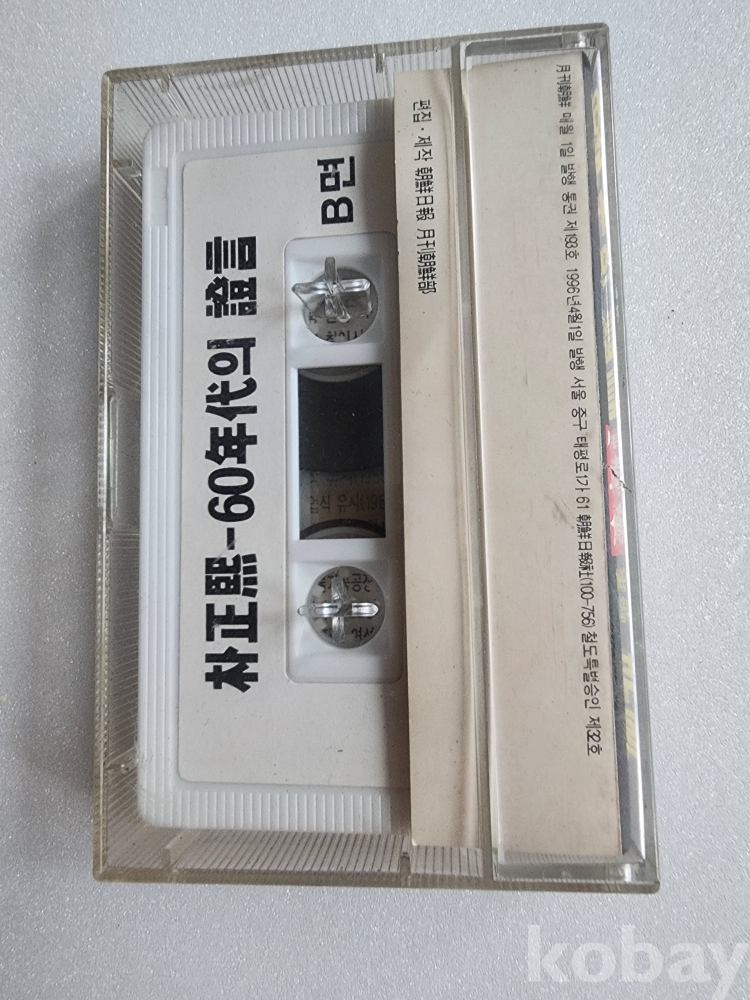 朴正熙-60年代의 證言
B면
편집·제작 朝鮮日報 月刊朝鮮部
月刊朝鮮 매월 1일 발행 통권 제193호 1996년4월1일 발행 서울 중구 태평로1가 61 朝鮮日報社(100-756) 철도특별승인 제32호
kobay